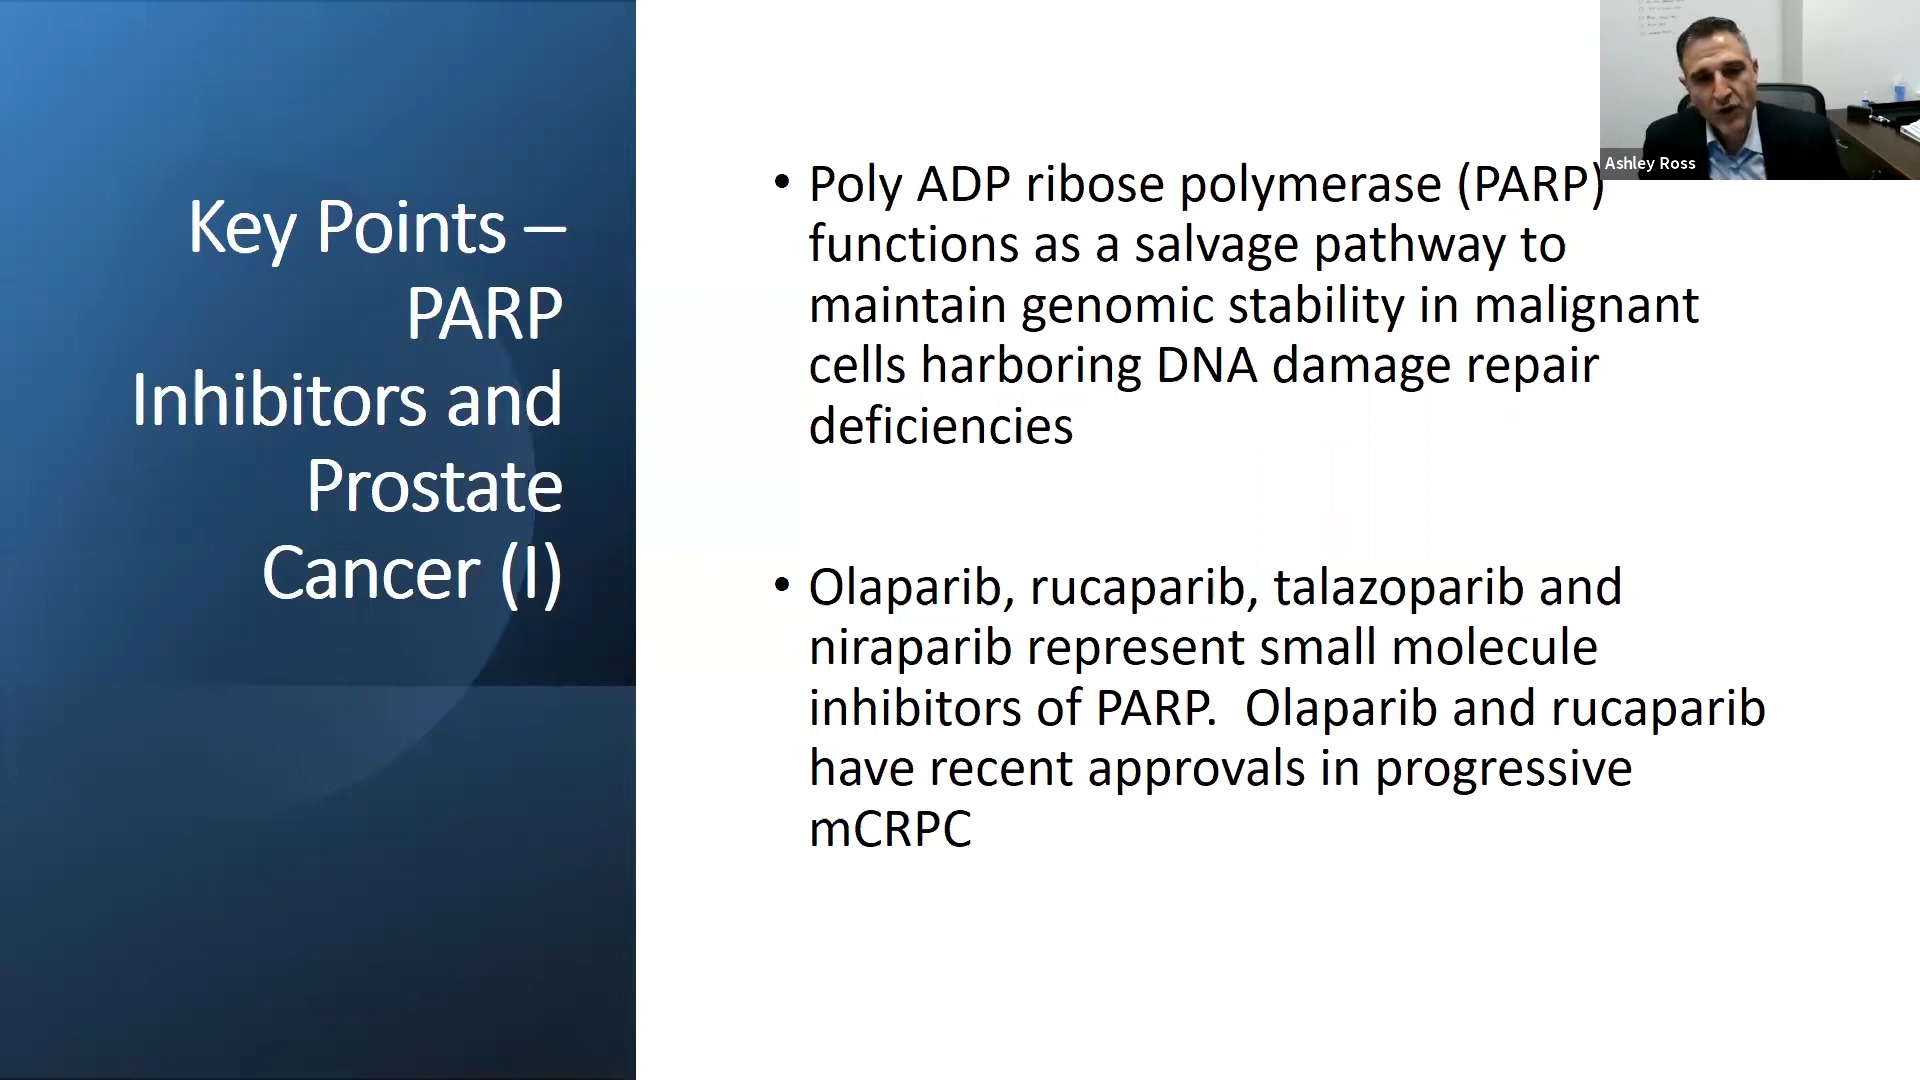 Key Points –
PARP
Inhibitors and
Prostate
Cancer (I)
• Poly ADP ribose polymerase (PARP)
functions as a salvage pathway to
maintain genomic stability in malignant
cells harboring DNA damage repair
deficiencies
• Olaparib, rucaparib, talazoparib and
niraparib represent small molecule
inhibitors of PARP.  Olaparib and rucaparib
have recent approvals in progressive
mCRPC
Ashley Ross